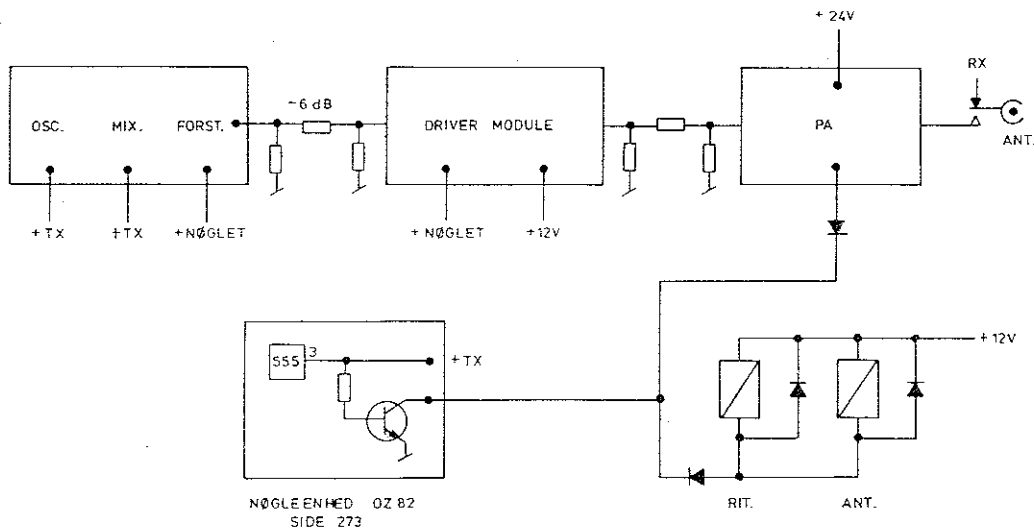 + 24V
RX
ANT.
-6 dB
OSC. MIX. FORST.
DRIVER MODULE
PA
+TX +TX +NØGLET
+NØGLET +12V
+12V
555 3
+TX
RIT. ANT.
NØGLEENHED OZ 82
SIDE 273